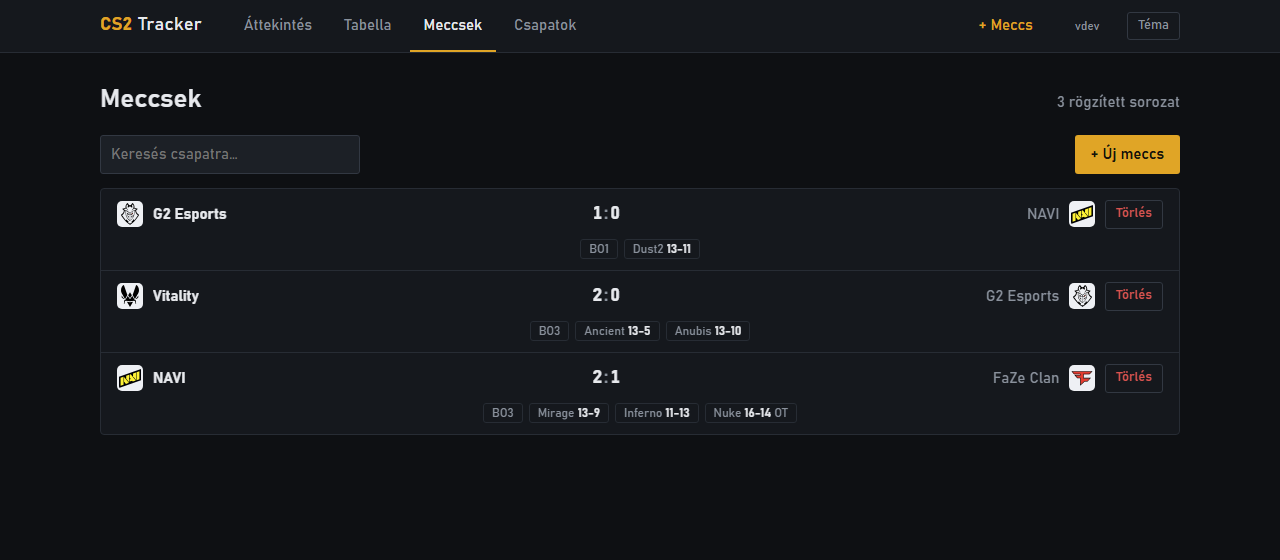 CS2 Tracker Áttekintés Tabella Meccsek Csapatok + Meccs vdev Téma
Meccsek 3 rögzített sorozat
Keresés csapatra... + Új meccs
G2 Esports 1:0 NAVI NAVI Törlés
BO1 Dust2 13–11
Vitality 2:0 G2 Esports Törlés
BO3 Ancient 13–5 Anubis 13–10
NAVI NAVI 2:1 FaZe Clan Törlés
BO3 Mirage 13–9 Inferno 11–13 Nuke 16–14 OT